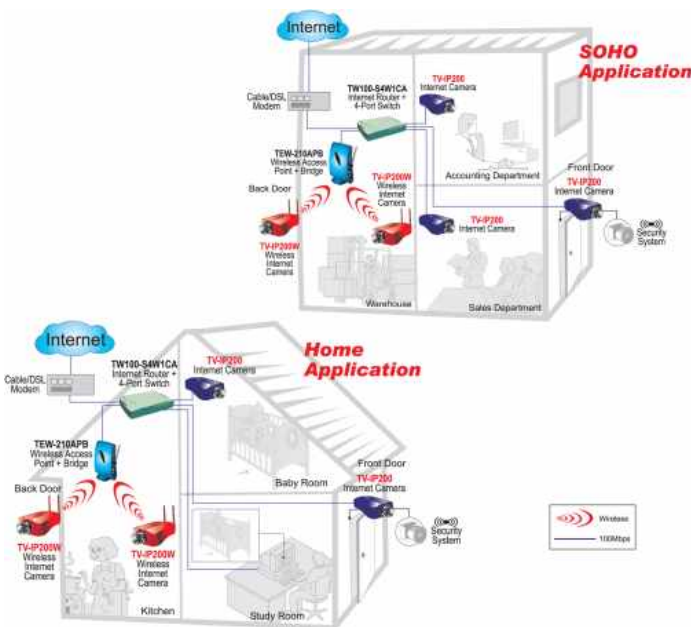 Internet
SOHO
Application
Cable/DSL
Modem
TW100-S4W1CA
Internet Router +
4-Port Switch
TV-IP200
Internet Camera
TEW-210APB
Wireless Access
Point + Bridge
Accounting Department
Back Door
TV-IP200W
Wireless
Internet
Camera
Front Door
TV-IP200
Internet Camera
TV-IP200
Internet Camera
Security
System
TV-IP200W
Wireless
Internet
Camera
Warehouse
Sales Department
Internet
Home
Application
Cable/DSL
Modem
TW100-S4W1CA
Internet Router +
4-Port Switch
TV-IP200
Internet Camera
TEW-210APB
Wireless Access
Point + Bridge
Baby Room
Front Door
TV-IP200
Internet Camera
Back Door
Security
System
TV-IP200W
Wireless
Internet
Camera
TV-IP200W
Wireless
Internet
Camera
Kitchen
Study Room
Wireless
100Mbps